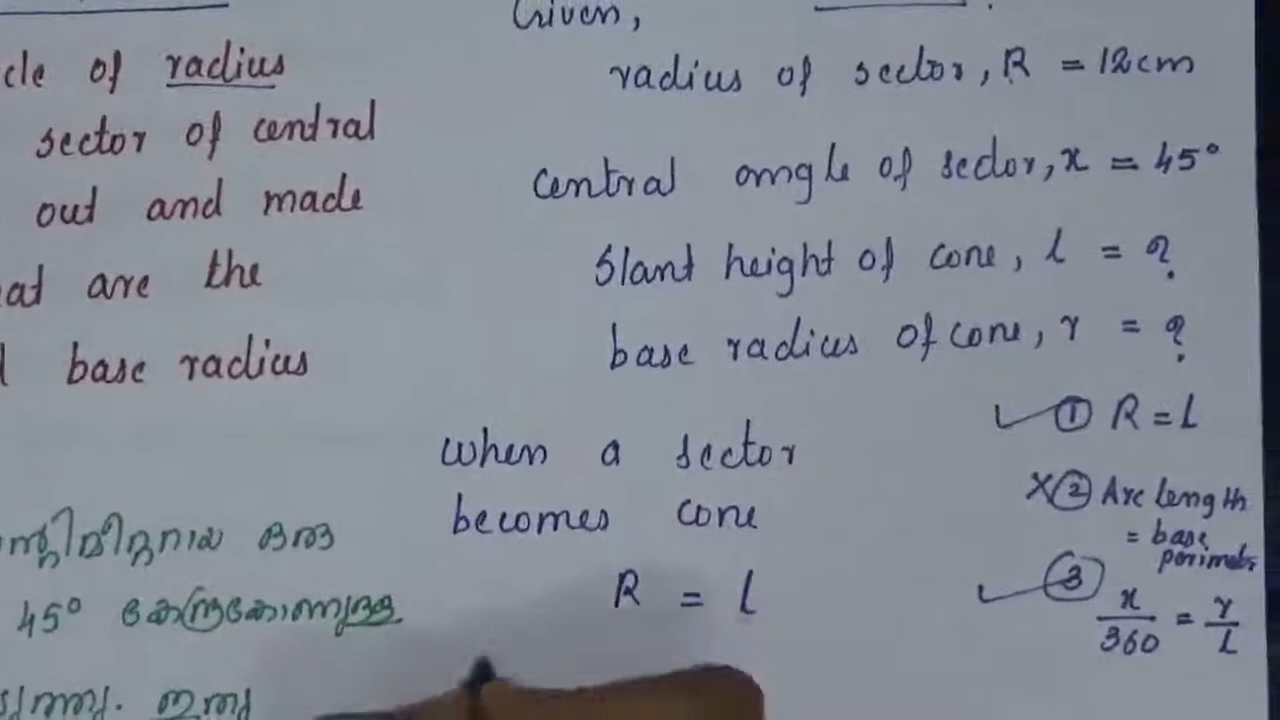 cle of radius
sector of central
out and made
are the
base radius
45° കേന്ദ്രകോണുള്ള
ഇതു
Given,
radius of sector, R = 12cm
central angle of sector, x = 45°
Slant height of cone, l = ?
base radius of cone, r = ?
when a sector
becomes cone
R = l
① R = L
X ② Arc length
= base
perimeter
③
x/360 = r/L